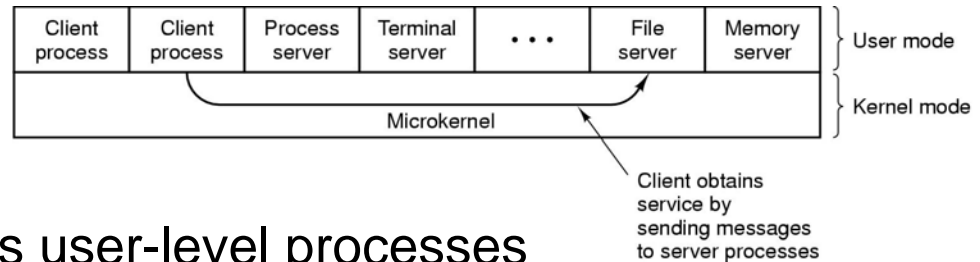 Client process
Client process
Process server
Terminal server
• • •
File server
Memory server
User mode
Microkernel
Kernel mode
Client obtains
service by
sending messages
to server processes
s user-level processes